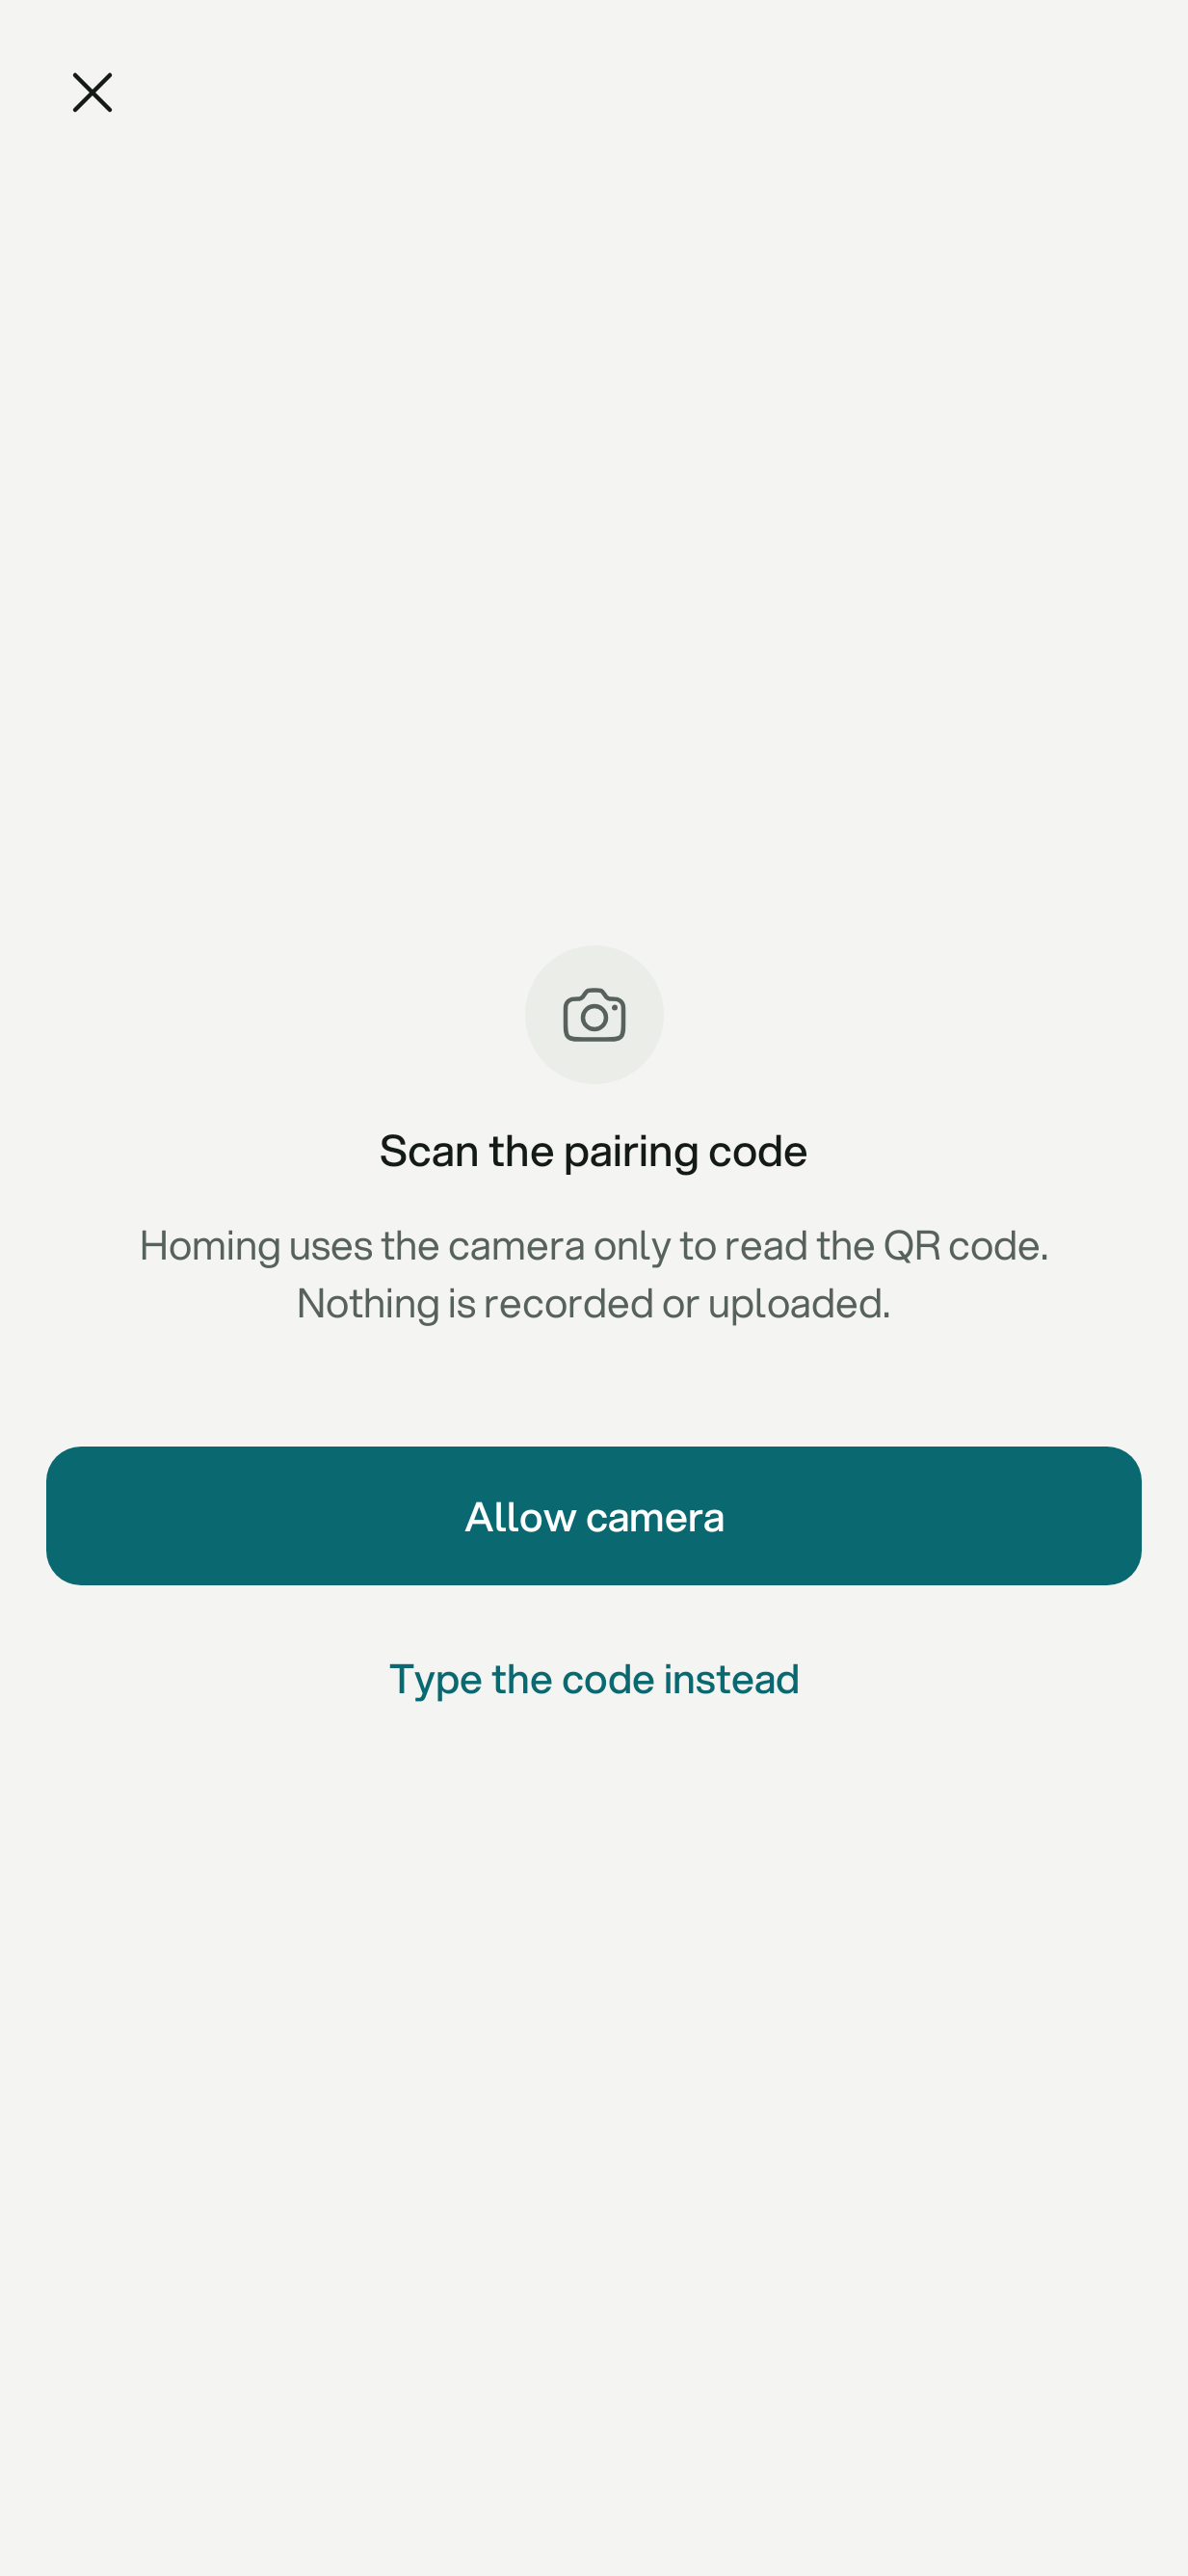 Scan the pairing code
Homing uses the camera only to read the QR code.
Nothing is recorded or uploaded.
Allow camera
Type the code instead